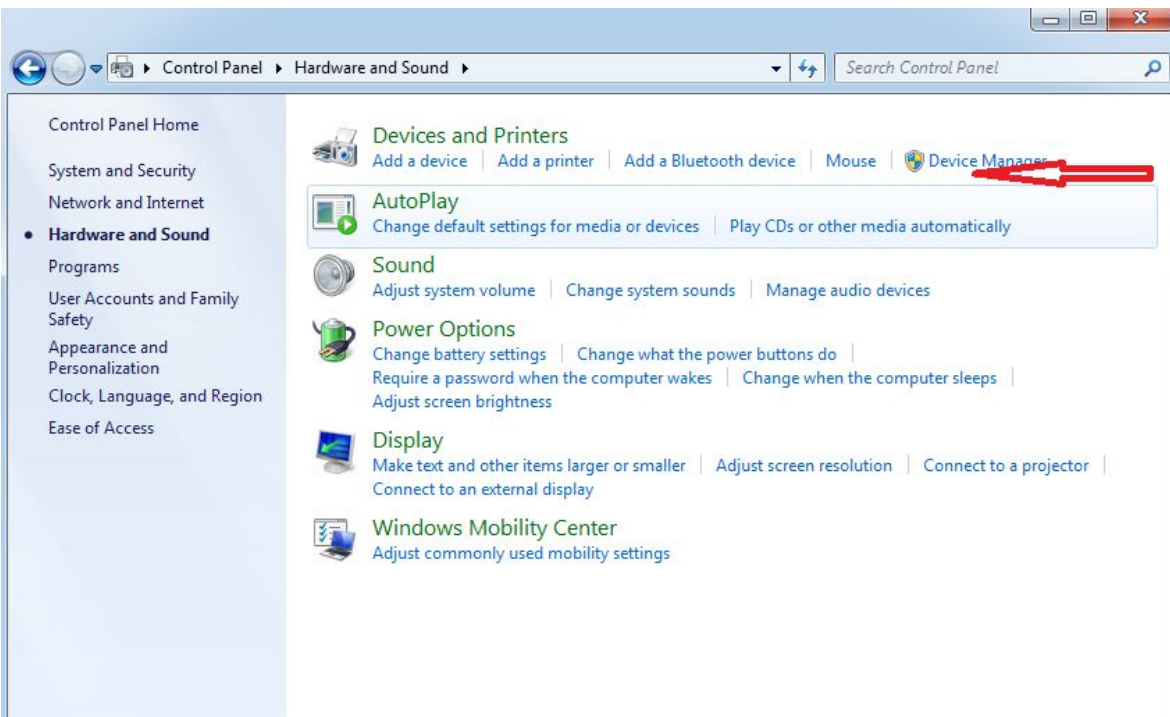 Control Panel Hardware and Sound
Search Control Panel
Control Panel Home
System and Security
Network and Internet
Hardware and Sound
Programs
User Accounts and Family
Safety
Appearance and
Personalization
Clock, Language, and Region
Ease of Access
Devices and Printers
Add a device Add a printer Add a Bluetooth device Mouse Device Manager
AutoPlay
Change default settings for media or devices Play CDs or other media automatically
Sound
Adjust system volume Change system sounds Manage audio devices
Power Options
Change battery settings Change what the power buttons do
Require a password when the computer wakes Change when the computer sleeps
Adjust screen brightness
Display
Make text and other items larger or smaller Adjust screen resolution Connect to a projector
Connect to an external display
Windows Mobility Center
Adjust commonly used mobility settings